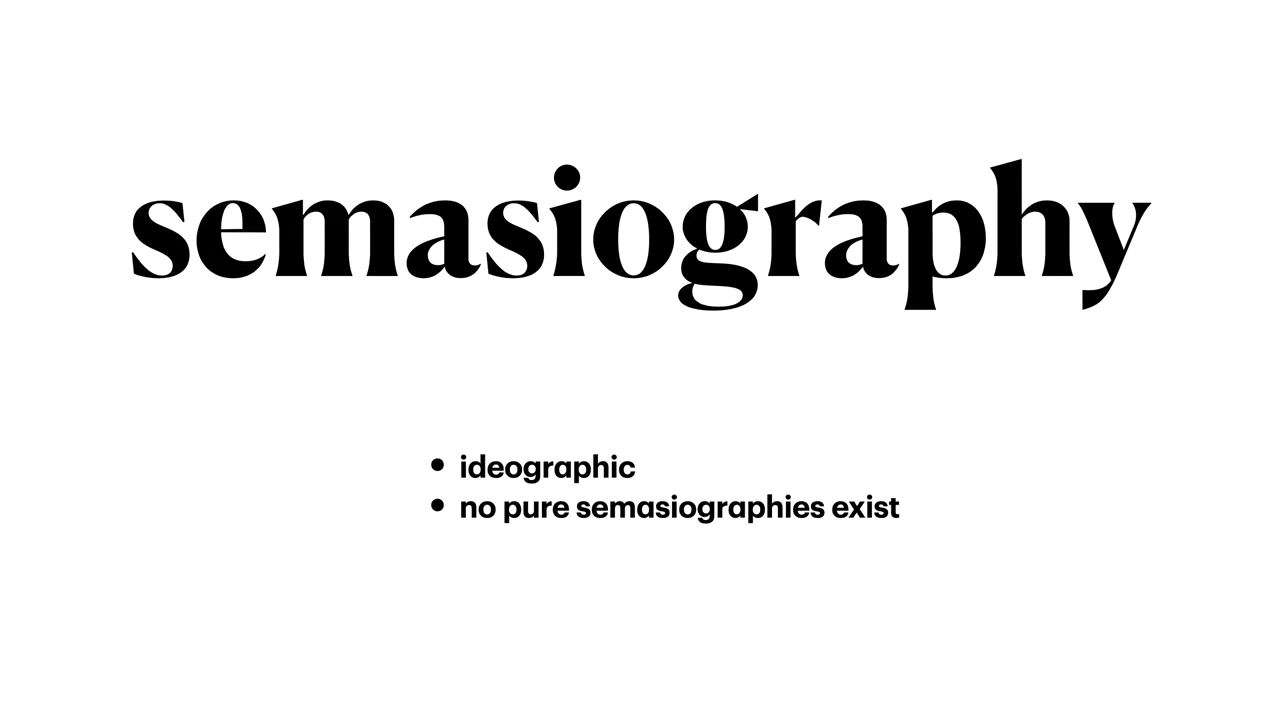 semasiography
• ideographic
• no pure semasiographies exist